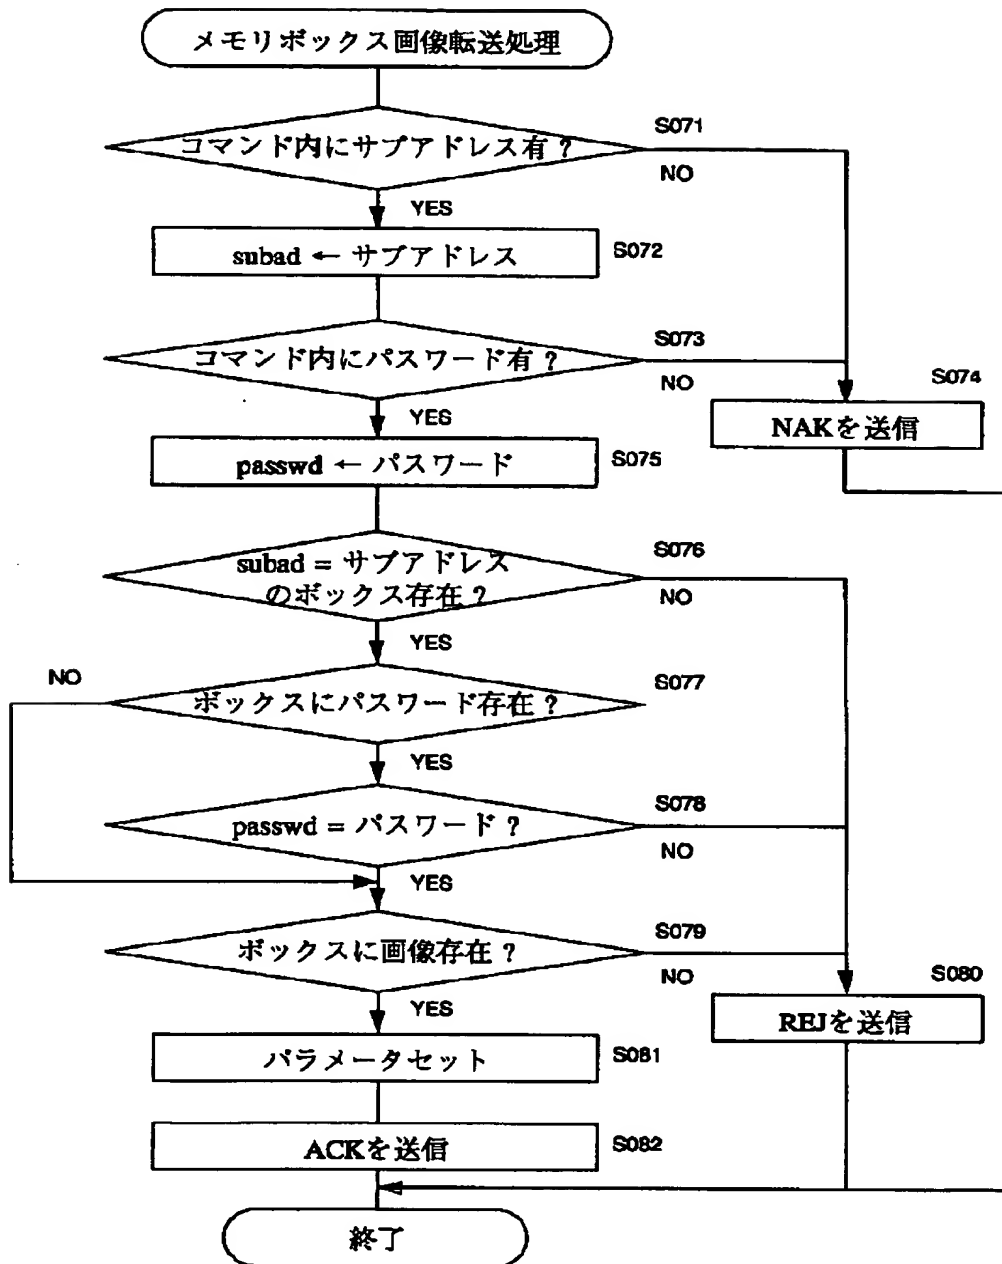 メモリボックス画像転送処理
コマンド内にサブアドレス有?
S071
NO
YES
subad ← サブアドレス
S072
コマンド内にパスワード有?
S073
NO
YES
S074
NAKを送信
passwd ← パスワード
S075
subad = サブアドレス
のボックス存在?
S076
NO
YES
NO
ボックスにパスワード存在?
S077
YES
passwd = パスワード?
S078
NO
YES
ボックスに画像存在?
S079
NO
YES
S080
REJを送信
パラメータセット
S081
ACKを送信
S082
終了